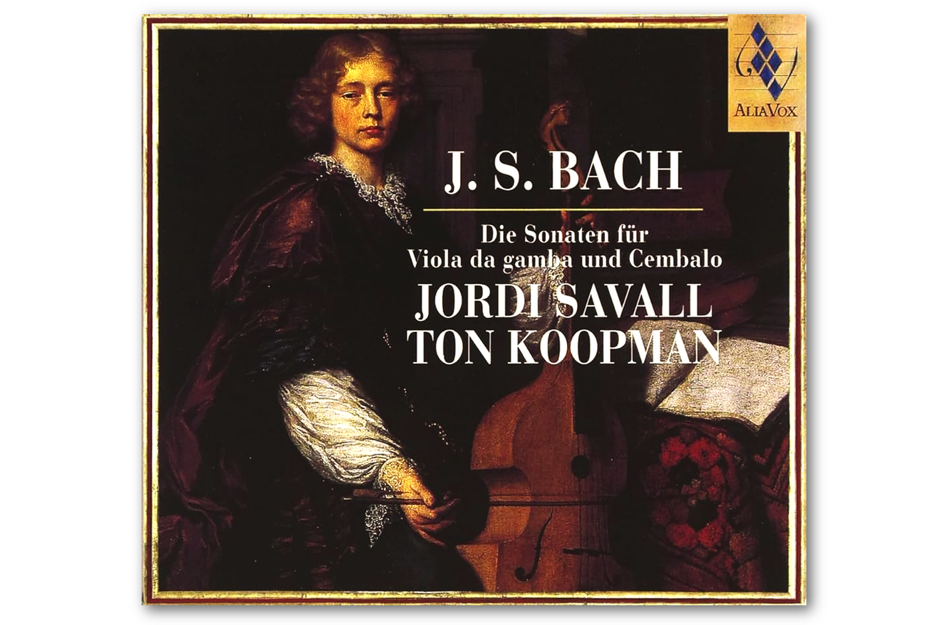 ALIAVOX
J. S. BACH
Die Sonaten für
Viola da gamba und Cembalo
JORDI SAVALL
TON KOOPMAN